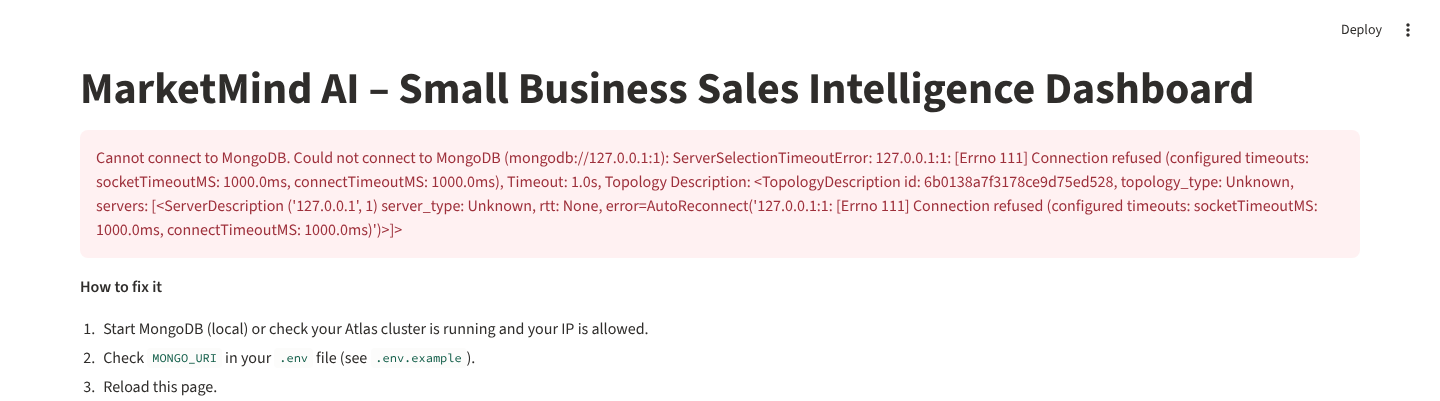 Deploy
MarketMind AI – Small Business Sales Intelligence Dashboard
Cannot connect to MongoDB. Could not connect to MongoDB (mongodb://127.0.0.1:1): ServerSelectionTimeoutError: 127.0.0.1:1: [Errno 111] Connection refused (configured timeouts:
socketTimeoutMS: 1000.0ms, connectTimeoutMS: 1000.0ms), Timeout: 1.0s, Topology Description: <TopologyDescription id: 6b0138a7f3178ce9d75ed528, topology_type: Unknown,
servers: [<ServerDescription ('127.0.0.1', 1) server_type: Unknown, rtt: None, error=AutoReconnect('127.0.0.1:1: [Errno 111] Connection refused (configured timeouts: socketTimeoutMS:
1000.0ms, connectTimeoutMS: 1000.0ms)')>]>
How to fix it
1. Start MongoDB (local) or check your Atlas cluster is running and your IP is allowed.
2. Check MONGO_URI in your .env file (see .env.example ).
3. Reload this page.